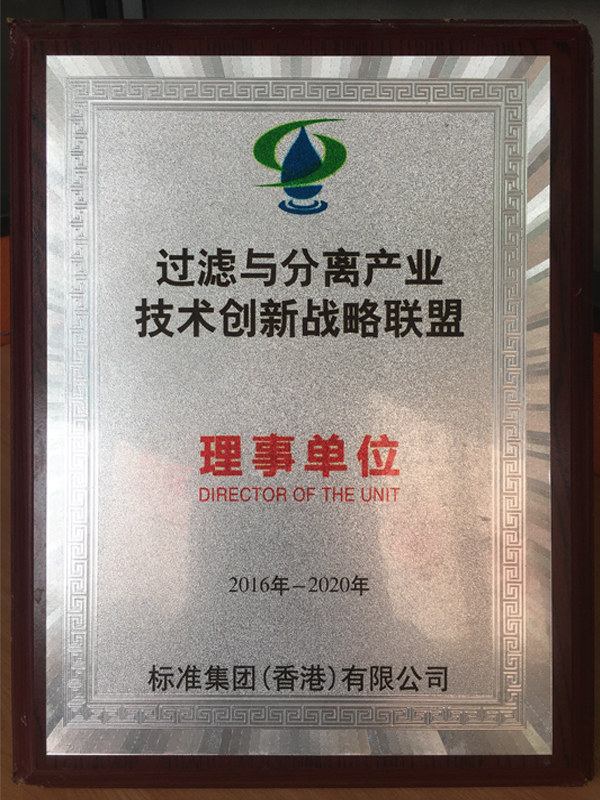 过滤与分离产业
技术创新战略联盟
理事单位
DIRECTOR OF THE UNIT
2016年–2020年
标准集团(香港)有限公司